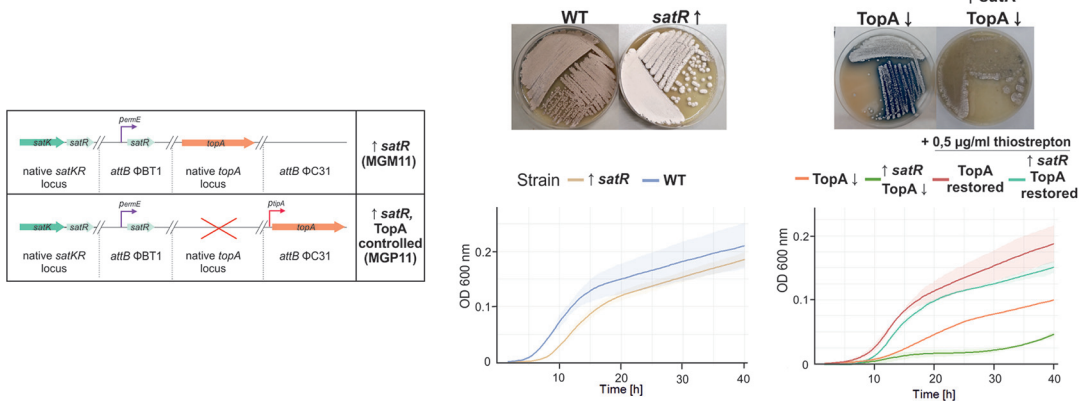 WT
satR ↑
TopA ↓
TopA ↓
permE
satK
satR
satR
topA
native satKR
locus
attB ΦBT1
native topA
locus
attB ΦC31
↑ satR
(MGM11)
permE
ptipA
satK
satR
satR
topA
native satKR
locus
attB ΦBT1
native topA
locus
attB ΦC31
↑ satR,
TopA
controlled
(MGP11)
Strain
↑ satR
WT
OD 600 nm
0.2
0.1
0
10
20
30
40
Time [h]
+ 0,5 µg/ml thiostrepton
TopA ↓
↑ satR
TopA ↓
TopA
restored
↑ satR
TopA
restored
OD 600 nm
0.2
0.1
0
10
20
30
40
Time [h]